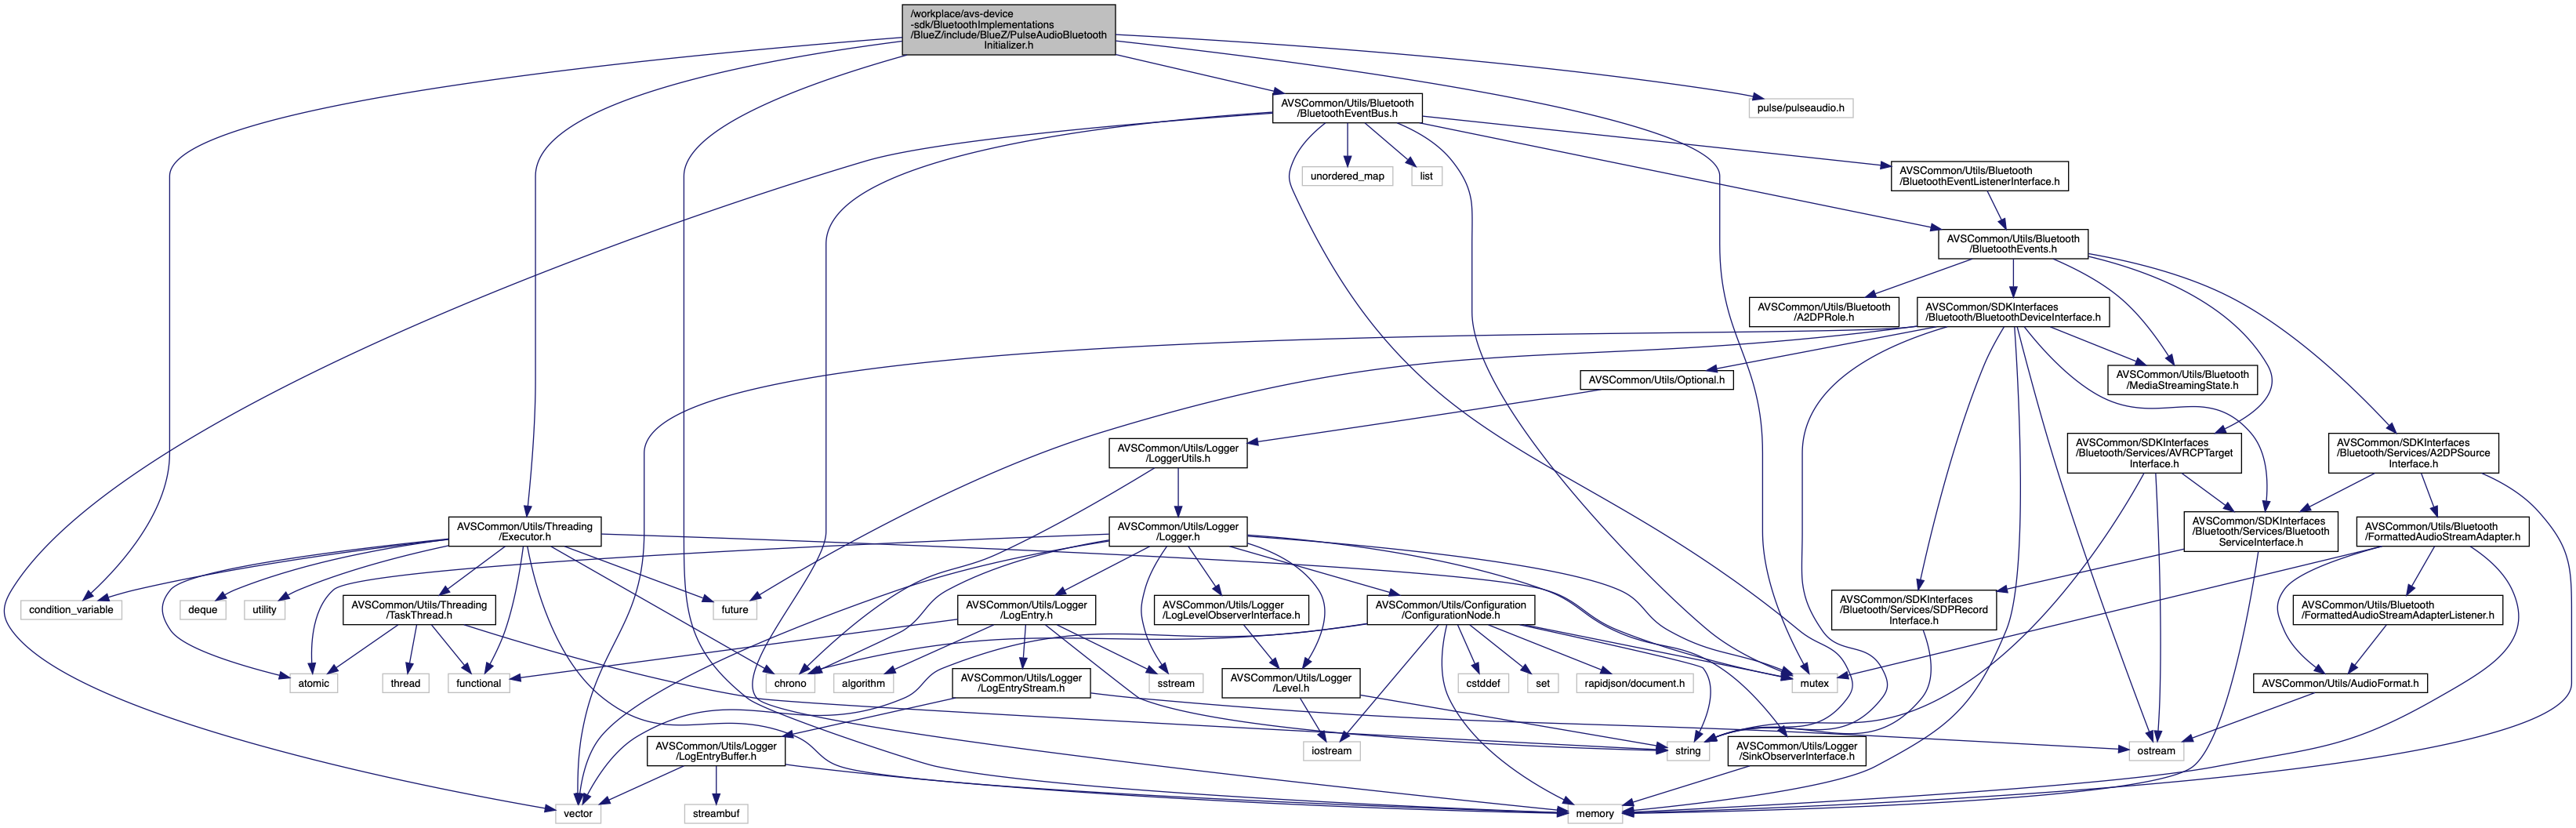 /workplace/avs-device
-sdk/BluetoothImplementations
/BlueZ/include/BlueZ/PulseAudioBluetooth
Initializer.h
AVSCommon/Utils/Bluetooth
/BluetoothEventBus.h
pulse/pulseaudio.h
unordered_map
list
AVSCommon/Utils/Bluetooth
/BluetoothEventListenerInterface.h
AVSCommon/Utils/Bluetooth
/BluetoothEvents.h
AVSCommon/Utils/Bluetooth
/A2DPRole.h
AVSCommon/SDKInterfaces
/Bluetooth/BluetoothDeviceInterface.h
AVSCommon/Utils/Optional.h
AVSCommon/Utils/Bluetooth
/MediaStreamingState.h
AVSCommon/Utils/Logger
/LoggerUtils.h
AVSCommon/SDKInterfaces
/Bluetooth/Services/AVRCPTarget
Interface.h
AVSCommon/SDKInterfaces
/Bluetooth/Services/A2DPSource
Interface.h
AVSCommon/Utils/Threading
/Executor.h
AVSCommon/Utils/Logger
/Logger.h
AVSCommon/SDKInterfaces
/Bluetooth/Services/Bluetooth
ServiceInterface.h
AVSCommon/Utils/Bluetooth
/FormattedAudioStreamAdapter.h
condition_variable
deque
utility
AVSCommon/Utils/Threading
/TaskThread.h
future
AVSCommon/Utils/Logger
/LogEntry.h
AVSCommon/Utils/Logger
/LogLevelObserverInterface.h
AVSCommon/Utils/Configuration
/ConfigurationNode.h
AVSCommon/SDKInterfaces
/Bluetooth/Services/SDPRecord
Interface.h
AVSCommon/Utils/Bluetooth
/FormattedAudioStreamAdapterListener.h
atomic
thread
functional
chrono
algorithm
AVSCommon/Utils/Logger
/LogEntryStream.h
sstream
AVSCommon/Utils/Logger
/Level.h
cstddef
set
rapidjson/document.h
mutex
AVSCommon/Utils/AudioFormat.h
AVSCommon/Utils/Logger
/LogEntryBuffer.h
iostream
string
AVSCommon/Utils/Logger
/SinkObserverInterface.h
ostream
vector
streambuf
memory